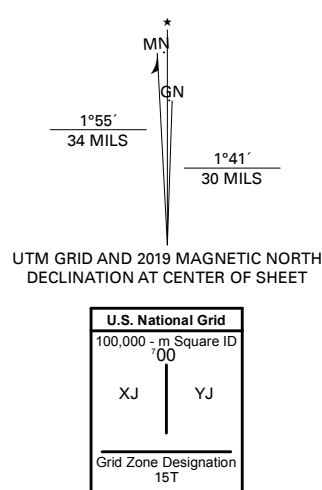 ★
MN
GN
1°55´
34 MILS
1°41´
30 MILS
UTM GRID AND 2019 MAGNETIC NORTH
DECLINATION AT CENTER OF SHEET
U.S. National Grid
100,000 - m Square ID
⁷00
XJ YJ
Grid Zone Designation
15T